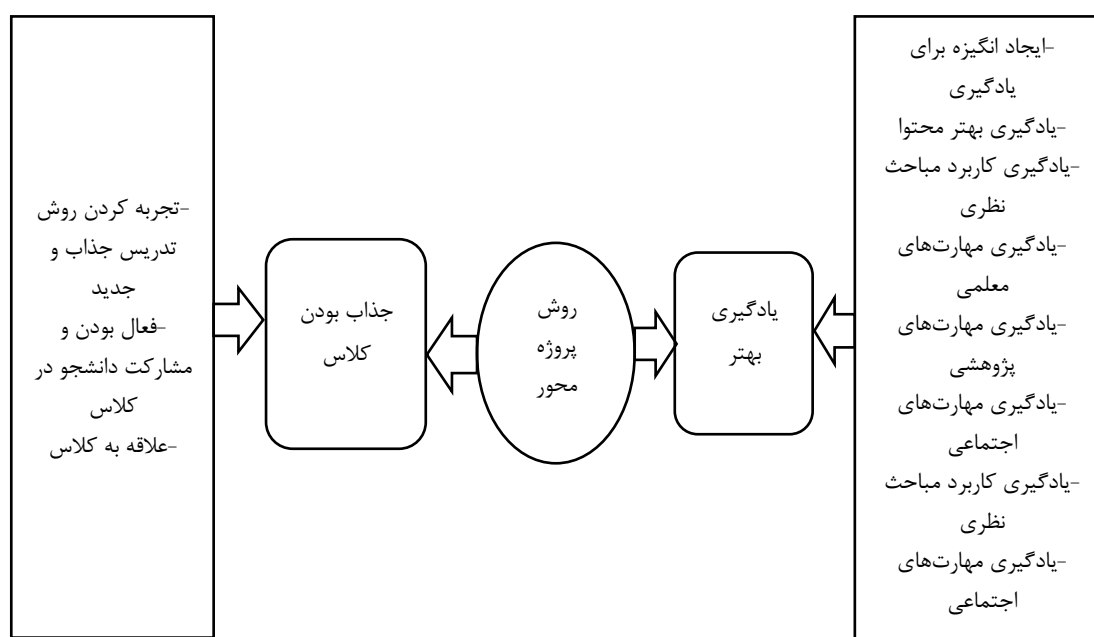 -ایجاد انگیزه برای
یادگیری
-یادگیری بهتر محتوا
-یادگیری کاربرد مباحث
نظری
-یادگیری مهارت‌های
معلمی
-یادگیری مهارت‌های
پژوهشی
-یادگیری مهارت‌های
اجتماعی
-یادگیری کاربرد مباحث
نظری
-یادگیری مهارت‌های
اجتماعی
یادگیری
بهتر
روش
پروژه
محور
جذاب بودن
کلاس
-تجربه کردن روش
تدریس جذاب و
جدید
-فعال بودن و
مشارکت دانشجو در
کلاس
-علاقه به کلاس